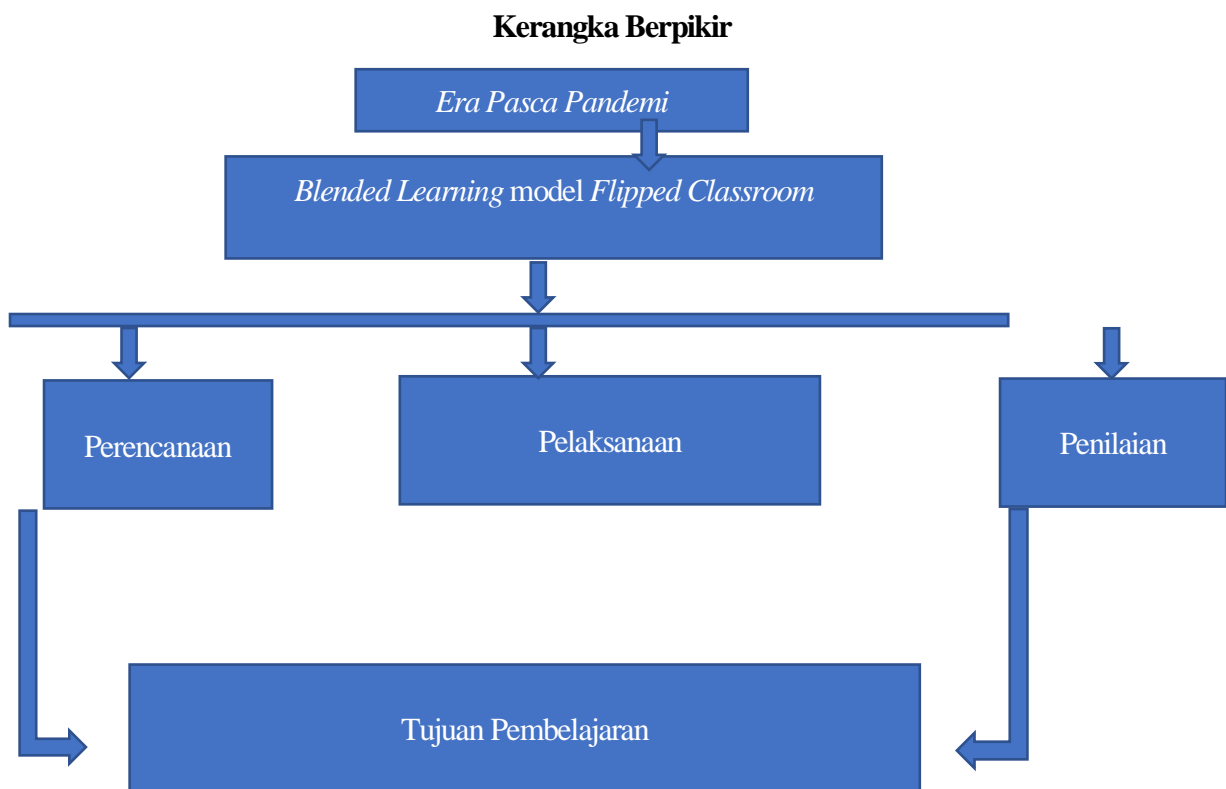 Kerangka Berpikir
Era Pasca Pandemi
Blended Learning model Flipped Classroom
Perencanaan
Pelaksanaan
Penilaian
Tujuan Pembelajaran